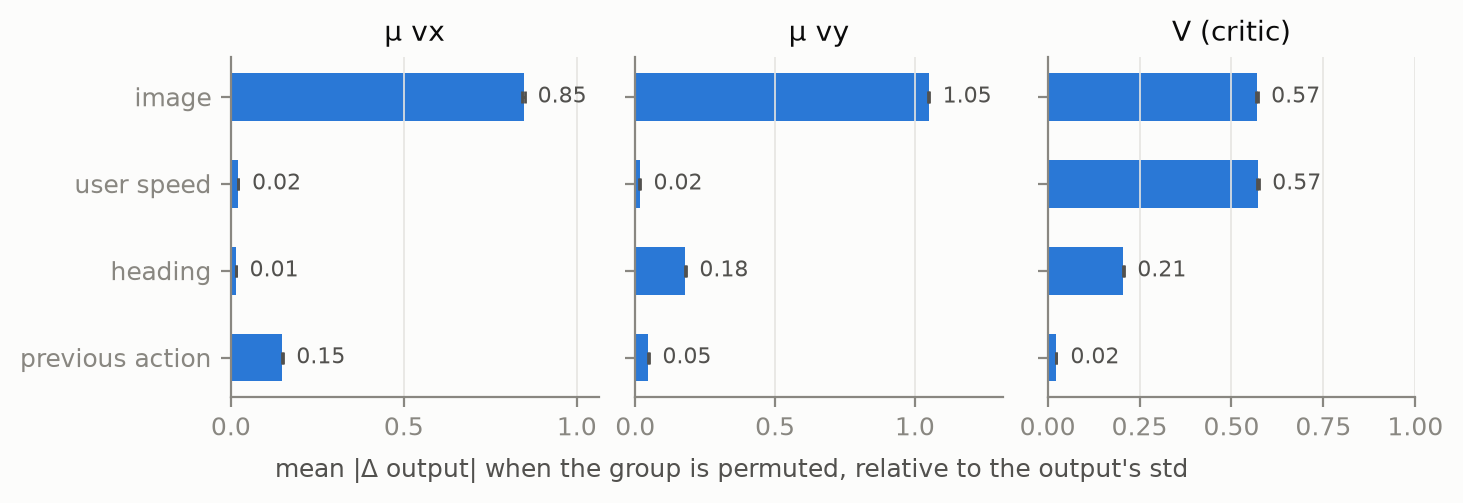 μ vx
μ vy
V (critic)
image
0.85
1.05
0.57
user speed
0.02
0.02
0.57
heading
0.01
0.18
0.21
previous action
0.15
0.05
0.02
0.0 0.5 1.0
0.0 0.5 1.0
0.00 0.25 0.50 0.75 1.00
mean |Δ output| when the group is permuted, relative to the output's std